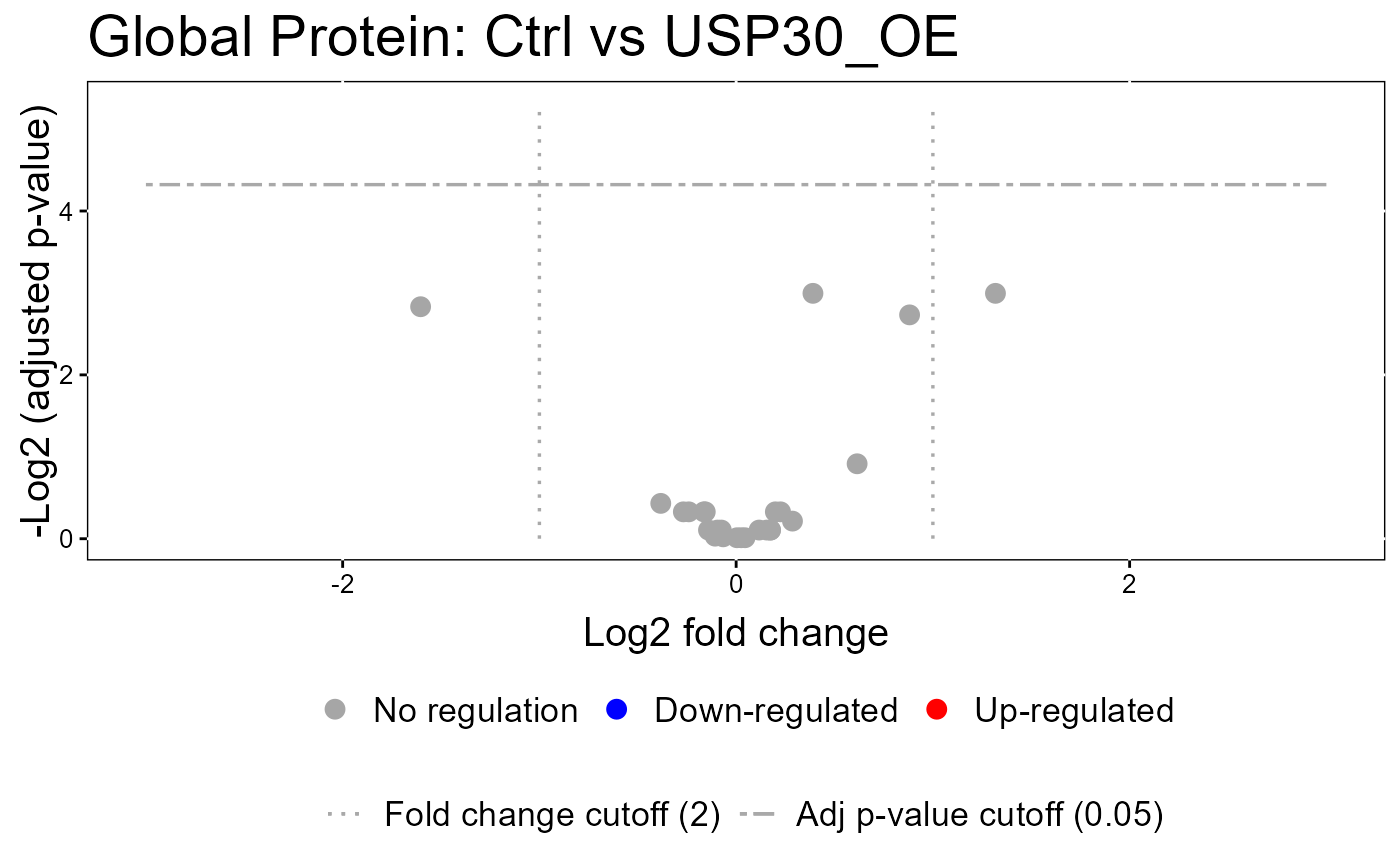 Global Protein: Ctrl vs USP30_OE
-Log2 (adjusted p-value)
4
2
0
-2
0
2
Log2 fold change
No regulation
Down-regulated
Up-regulated
Fold change cutoff (2)
Adj p-value cutoff (0.05)